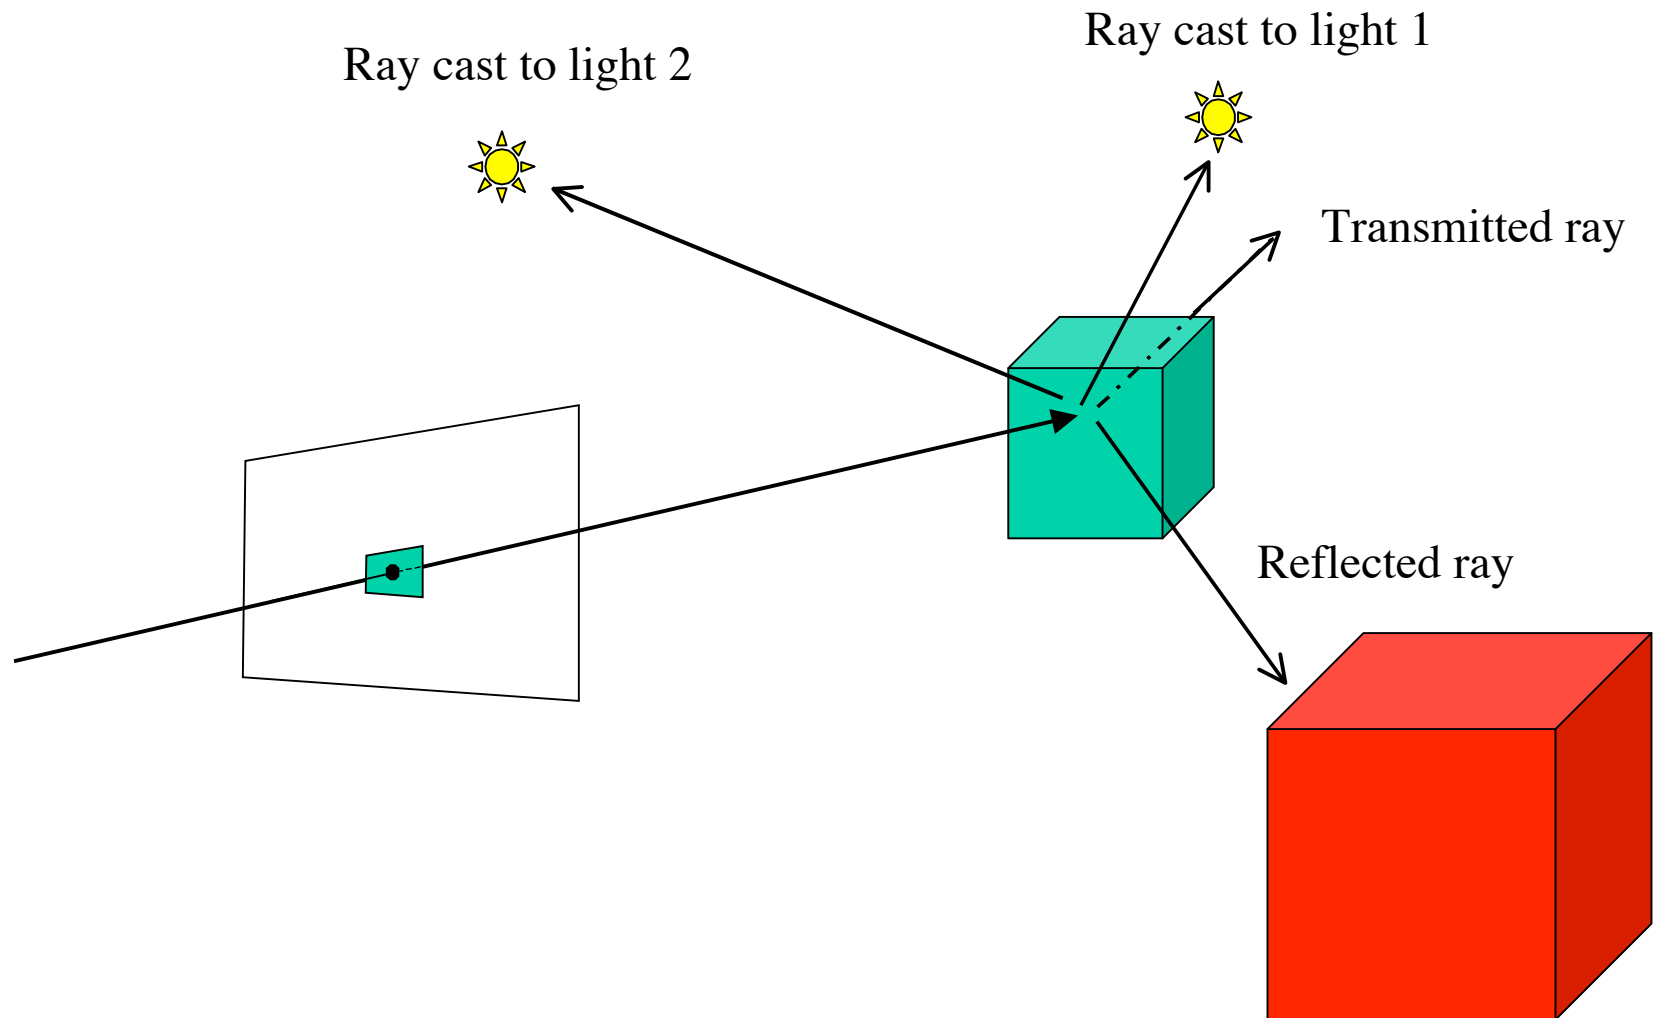 Ray cast to light 1
Ray cast to light 2
Transmitted ray
Reflected ray